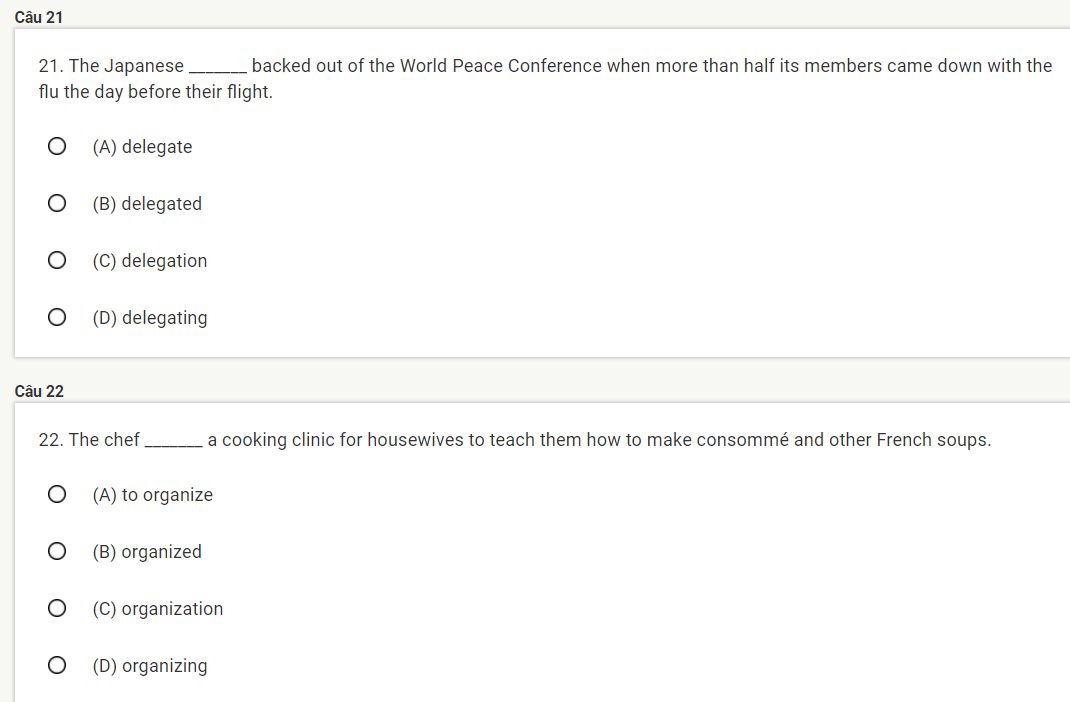 Câu 21
21. The Japanese _______ backed out of the World Peace Conference when more than half its members came down with the
flu the day before their flight.
(A) delegate
(B) delegated
(C) delegation
(D) delegating
Câu 22
22. The chef _______ a cooking clinic for housewives to teach them how to make consommé and other French soups.
(A) to organize
(B) organized
(C) organization
(D) organizing